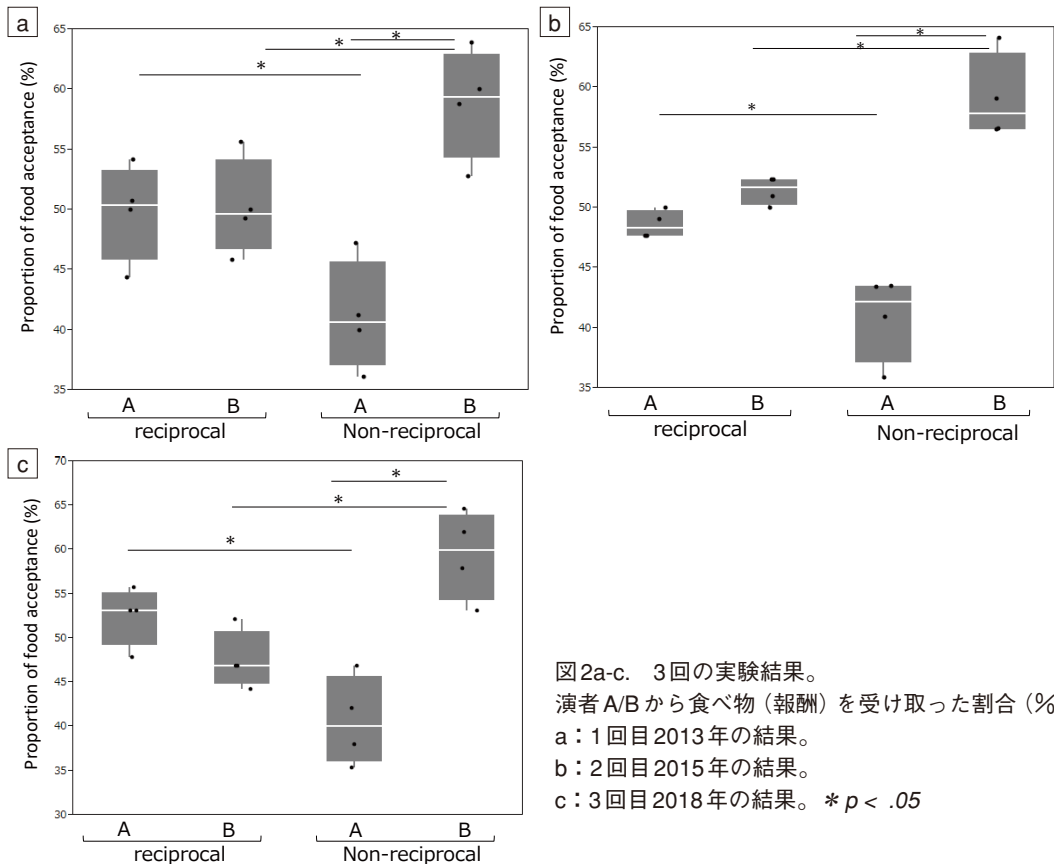 a
Proportion of food acceptance (%)
65
60
55
50
45
40
35
*
*
*
A
B
A
B
reciprocal
Non-reciprocal
b
Proportion of food acceptance (%)
65
60
55
50
45
40
35
*
*
*
A
B
A
B
reciprocal
Non-reciprocal
c
Proportion of food acceptance (%)
70
65
60
55
50
45
40
35
30
*
*
*
A
B
A
B
reciprocal
Non-reciprocal
図2a-c. 3回の実験結果。
演者A/Bから食べ物（報酬）を受け取った割合（%
a：1回目2013年の結果。
b：2回目2015年の結果。
c：3回目2018年の結果。＊p < .05